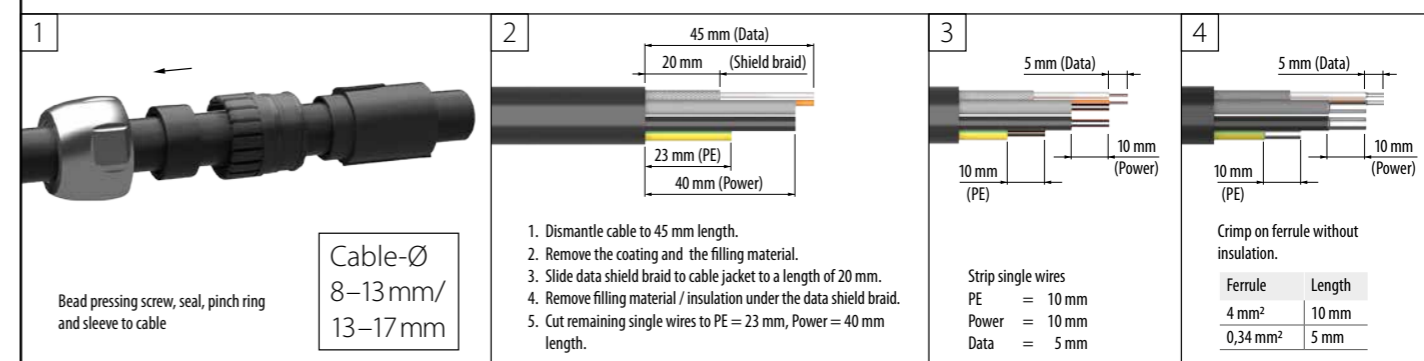 1
Bead pressing screw, seal, pinch ring
and sleeve to cable
Cable-Ø
8–13 mm/
13–17 mm
2
45 mm (Data)
20 mm
(Shield braid)
23 mm (PE)
40 mm (Power)
1. Dismantle cable to 45 mm length.
2. Remove the coating and the filling material.
3. Slide data shield braid to cable jacket to a length of 20 mm.
4. Remove filling material / insulation under the data shield braid.
5. Cut remaining single wires to PE = 23 mm, Power = 40 mm
length.
3
5 mm (Data)
10 mm
(Power)
10 mm
(PE)
Strip single wires
PE = 10 mm
Power = 10 mm
Data = 5 mm
4
5 mm (Data)
10 mm
(Power)
10 mm
(PE)
Crimp on ferrule without
insulation.
Ferrule Length
4 mm² 10 mm
0,34 mm² 5 mm